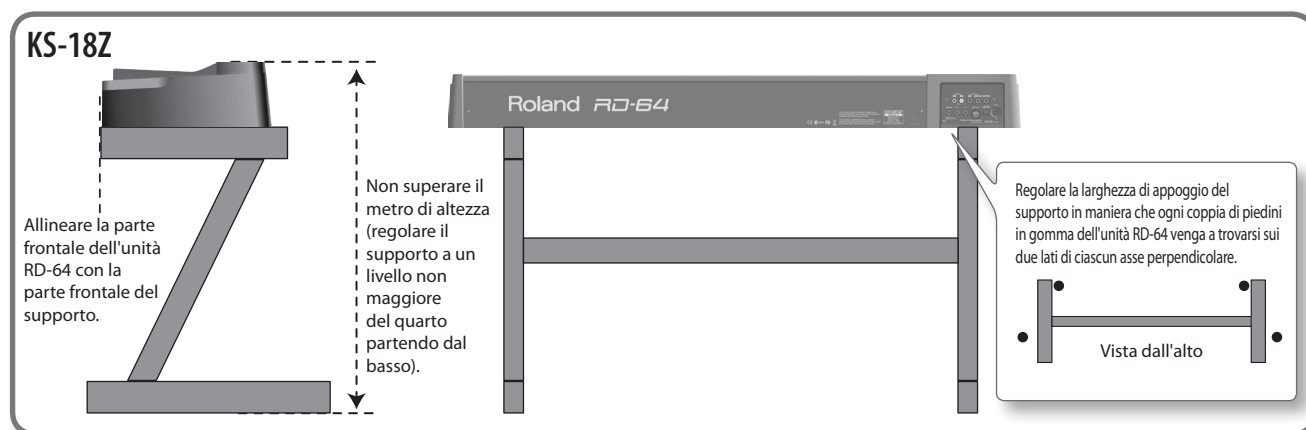 KS-18Z
Allineare la parte
frontale dell'unità
RD-64 con la
parte frontale del
supporto.
Non superare il
metro di altezza
(regolare il
supporto a un
livello non
maggiore
del quarto
partendo dal
basso).
Roland RD-64
Regolare la larghezza di appoggio del
supporto in maniera che ogni coppia di piedini
in gomma dell'unità RD-64 venga a trovarsi sui
due lati di ciascun asse perpendicolare.
Vista dall'alto